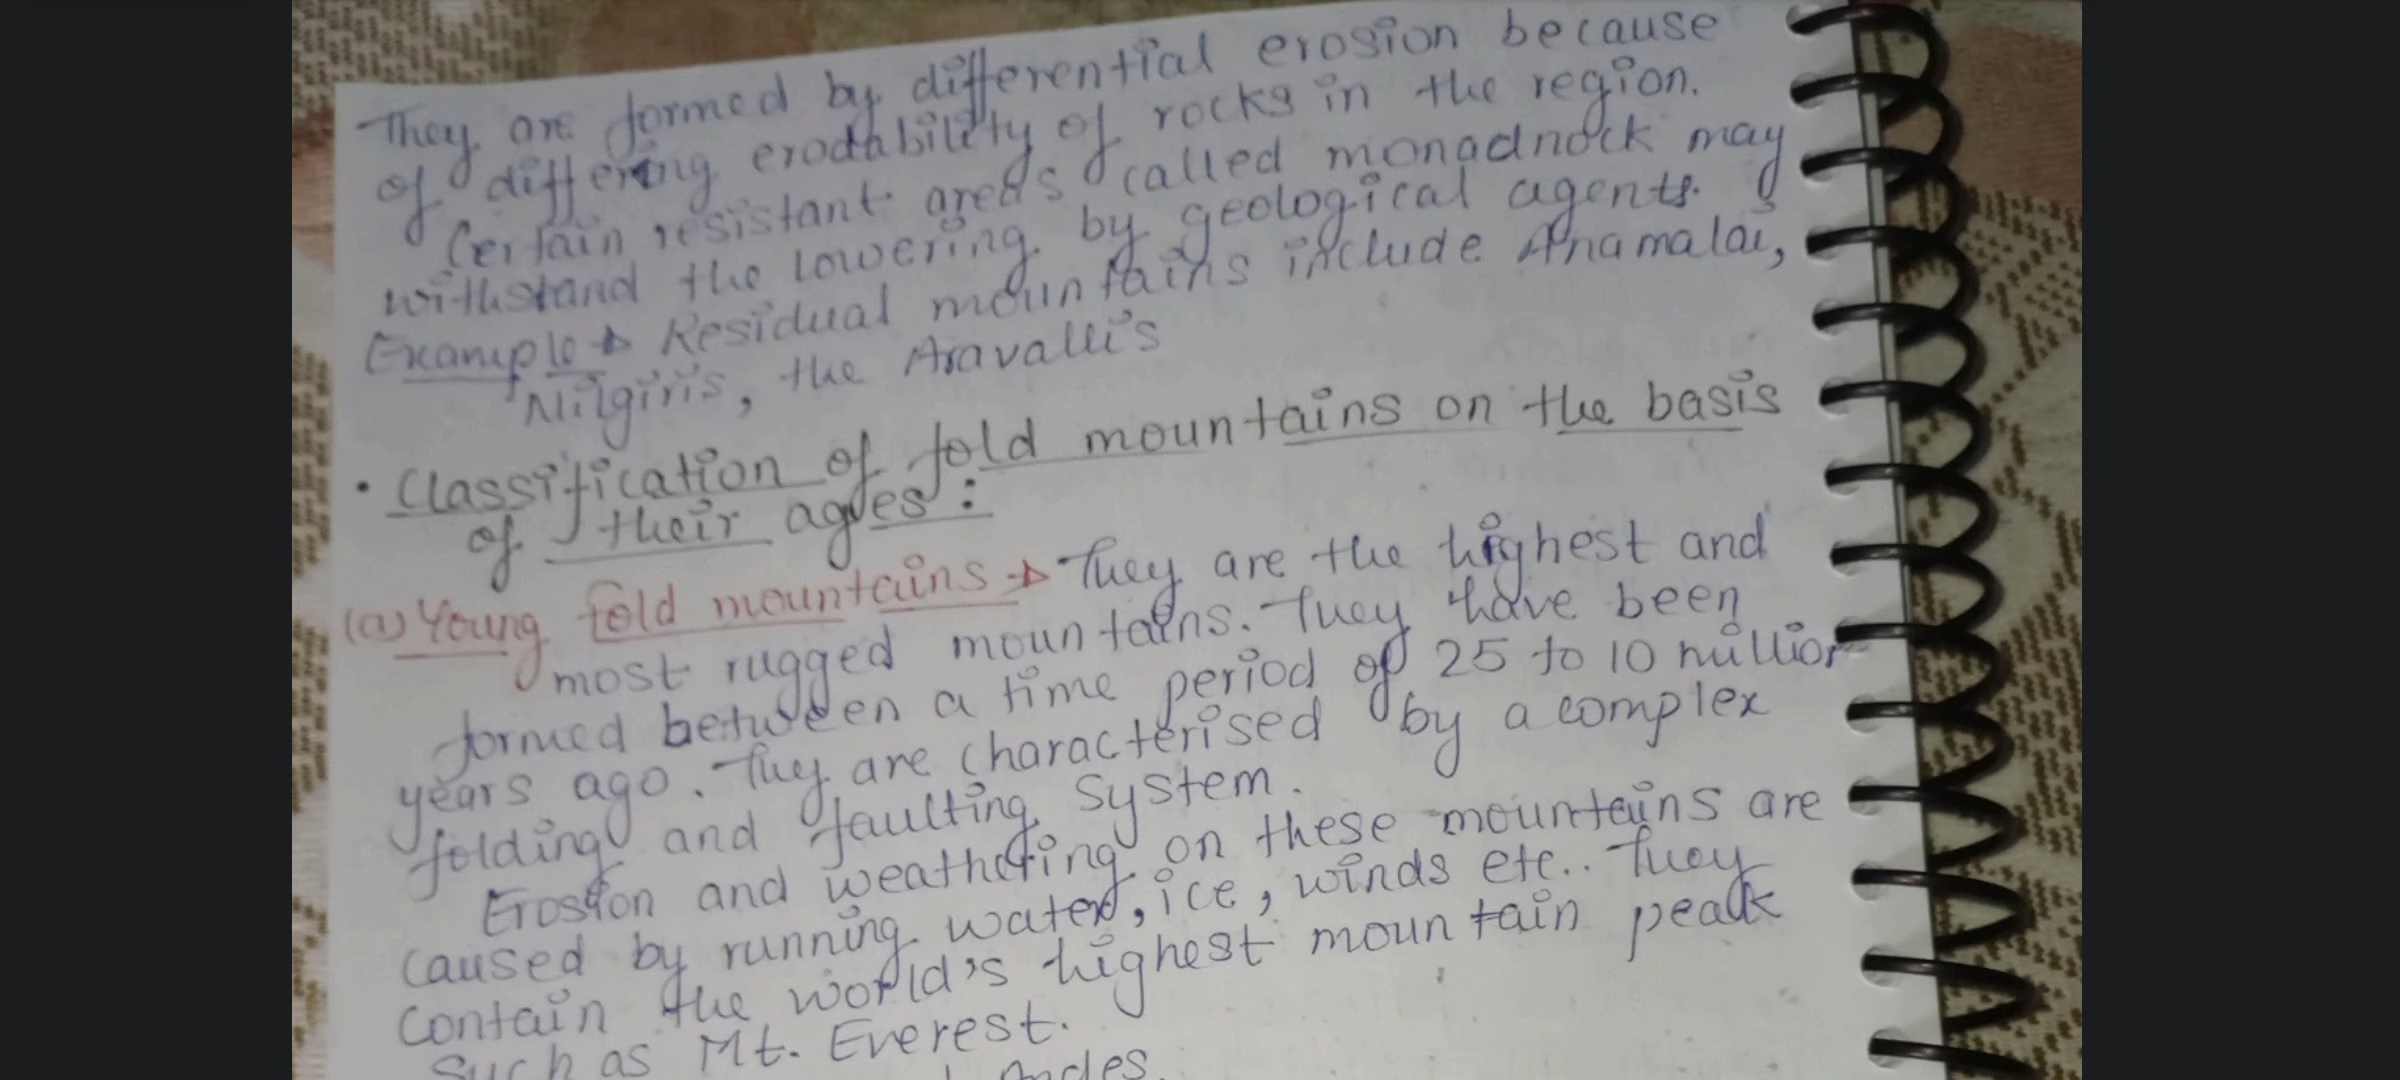 They are formed by differential erosion because
of differing erodability of rocks in the region.
Certain resistant areas called monadnock may
withstand the lowering by geological agents.
Example → Residual mountains include Anamalai,
Nilgiris, the Aravalli's
• Classification of fold mountains on the basis
of their ages :
(a) Young fold mountains → They are the highest and
most rugged mountains. They have been
formed between a time period of 25 to 10 million
years ago. They are characterised by a complex
folding and faulting system.
Erosion and weathering on these mountains are
caused by running water, ice, winds etc.. They
contain the world's highest mountain peak
Such as Mt. Everest.
Andes.